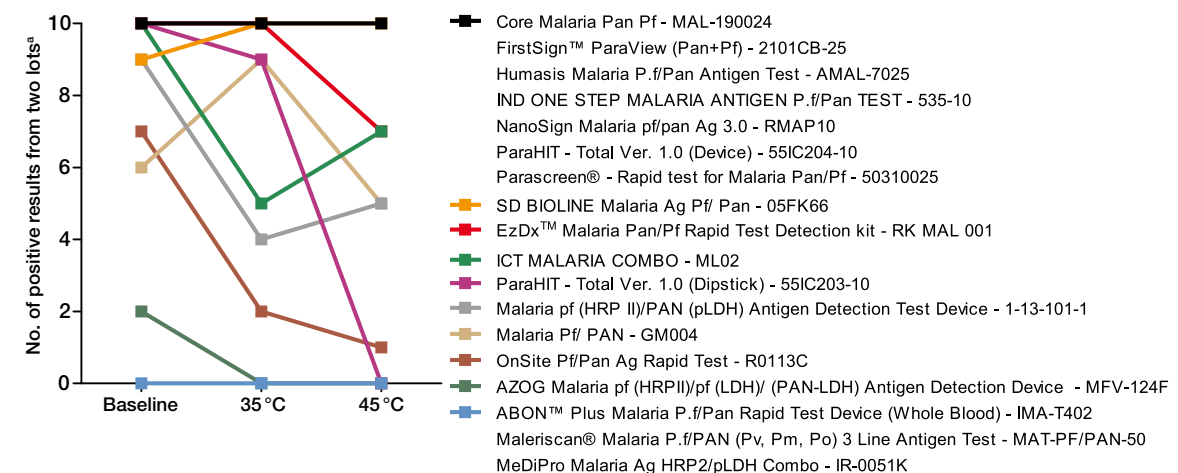 No. of positive results from two lotsª
10
8
6
4
2
0
Baseline
35 °C
45 °C
Core Malaria Pan Pf - MAL-190024
FirstSign™ ParaView (Pan+Pf) - 2101CB-25
Humasis Malaria P.f/Pan Antigen Test - AMAL-7025
IND ONE STEP MALARIA ANTIGEN P.f/Pan TEST - 535-10
NanoSign Malaria pf/pan Ag 3.0 - RMAP10
ParaHIT - Total Ver. 1.0 (Device) - 55IC204-10
Parascreen® - Rapid test for Malaria Pan/Pf - 50310025
SD BIOLINE Malaria Ag Pf/ Pan - 05FK66
EzDx™ Malaria Pan/Pf Rapid Test Detection kit - RK MAL 001
ICT MALARIA COMBO - ML02
ParaHIT - Total Ver. 1.0 (Dipstick) - 55IC203-10
Malaria pf (HRP II)/PAN (pLDH) Antigen Detection Test Device - 1-13-101-1
Malaria Pf/ PAN - GM004
OnSite Pf/Pan Ag Rapid Test - R0113C
AZOG Malaria pf (HRPII)/pf (LDH)/ (PAN-LDH) Antigen Detection Device - MFV-124F
ABON™ Plus Malaria P.f/Pan Rapid Test Device (Whole Blood) - IMA-T402
Maleriscan® Malaria P.f/PAN (Pv, Pm, Po) 3 Line Antigen Test - MAT-PF/PAN-50
MeDiPro Malaria Ag HRP2/pLDH Combo - IR-0051K